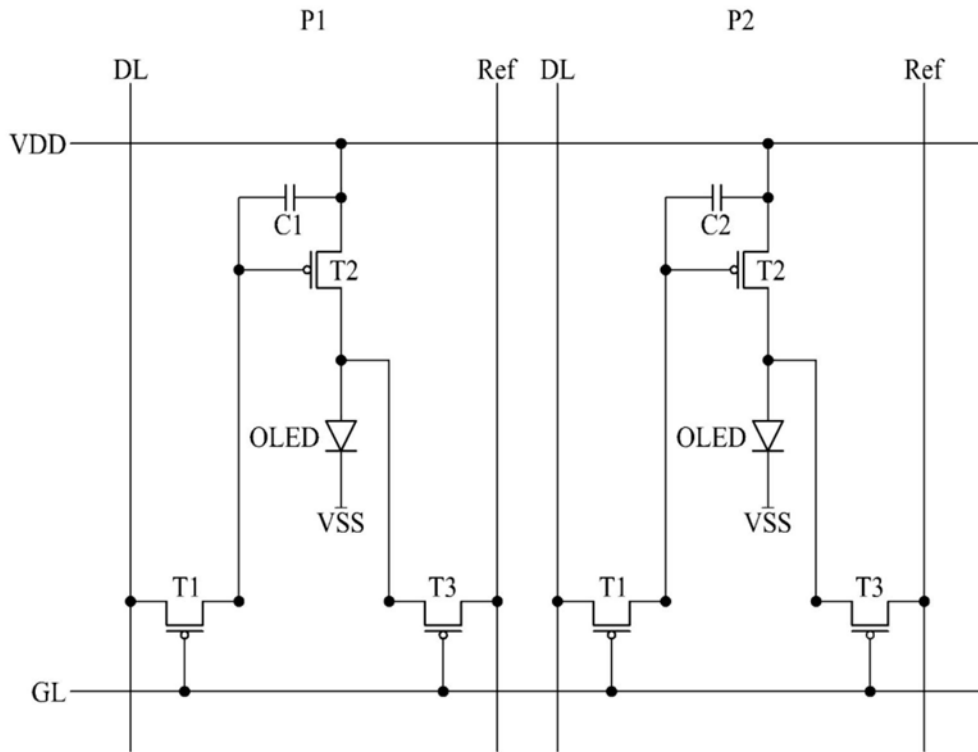 P1 P2
DL Ref DL Ref
VDD
C1 C2
T2 T2
OLED OLED
VSS VSS
T1 T3 T1 T3
GL